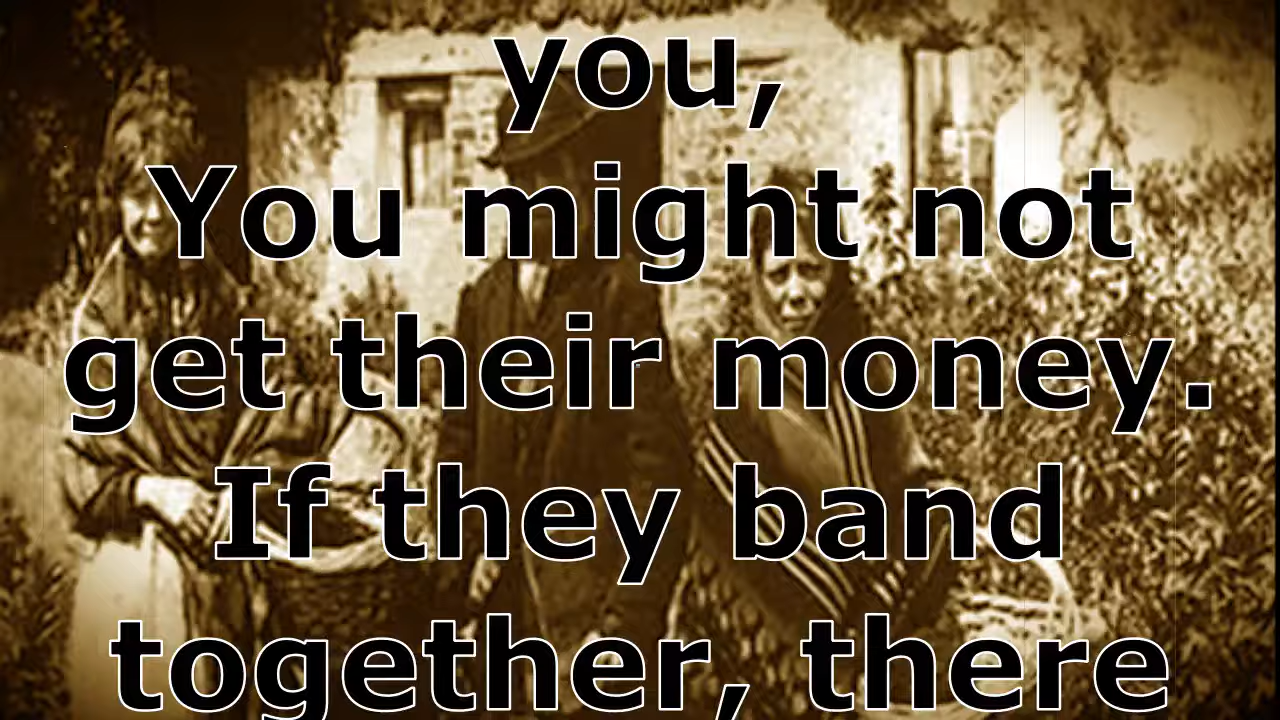 you,
You might not
get their money.
If they band
together, there